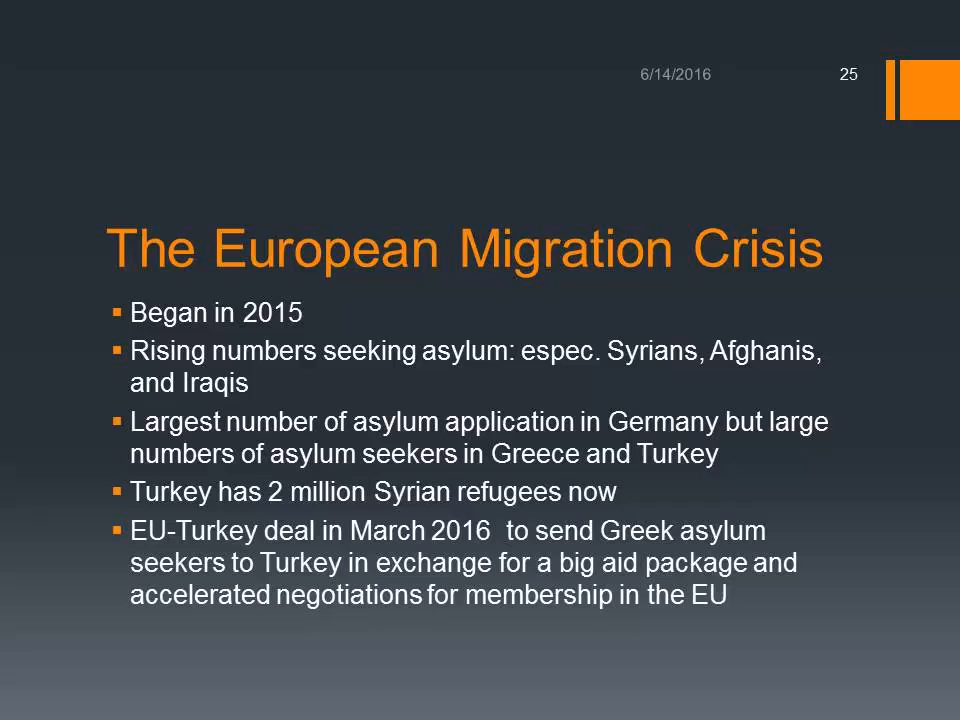 6/14/2016
25
The European Migration Crisis
▪ Began in 2015
▪ Rising numbers seeking asylum: espec. Syrians, Afghanis,
and Iraqis
▪ Largest number of asylum application in Germany but large
numbers of asylum seekers in Greece and Turkey
▪ Turkey has 2 million Syrian refugees now
▪ EU-Turkey deal in March 2016  to send Greek asylum
seekers to Turkey in exchange for a big aid package and
accelerated negotiations for membership in the EU